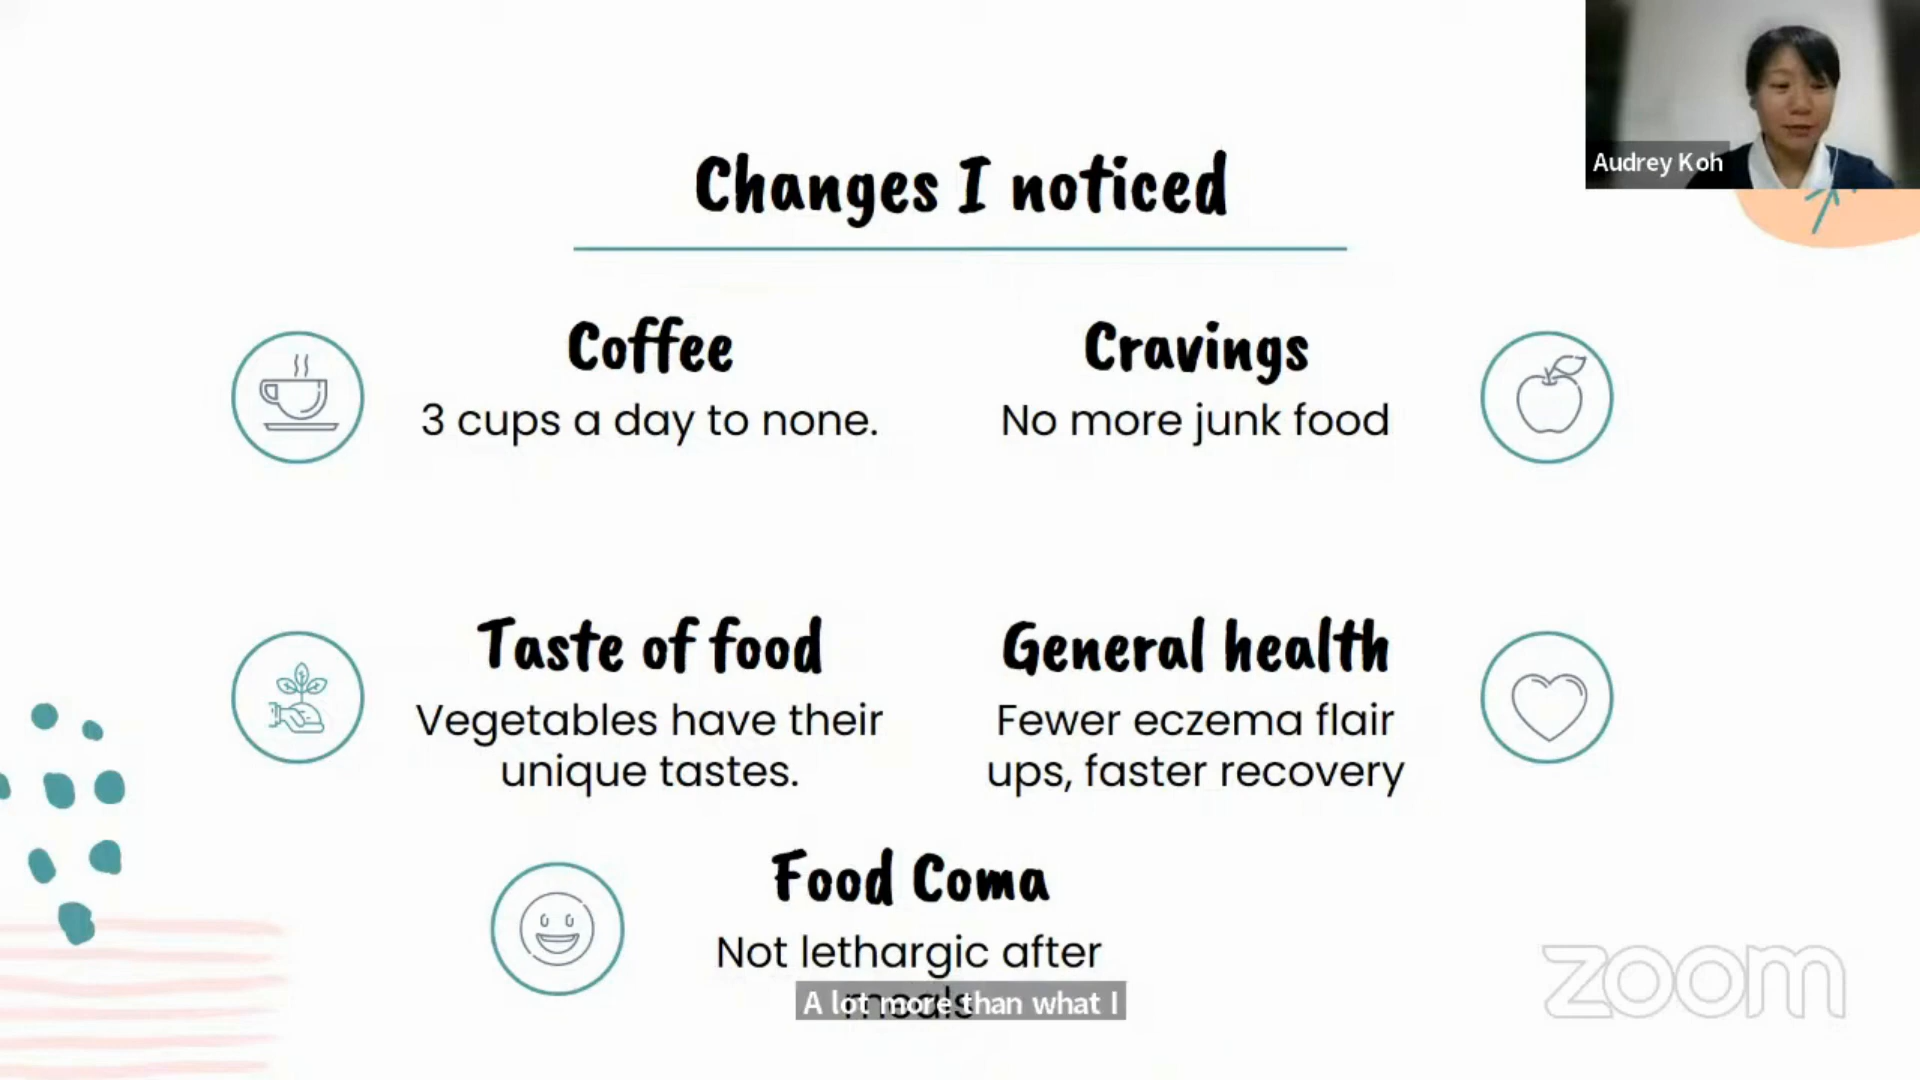 Audrey Koh
Changes I noticed
Coffee
3 cups a day to none.
Cravings
No more junk food
Taste of food
Vegetables have their
unique tastes.
General health
Fewer eczema flair
ups, faster recovery
Food Coma
Not lethargic after
meals
A lot more than what I
zoom